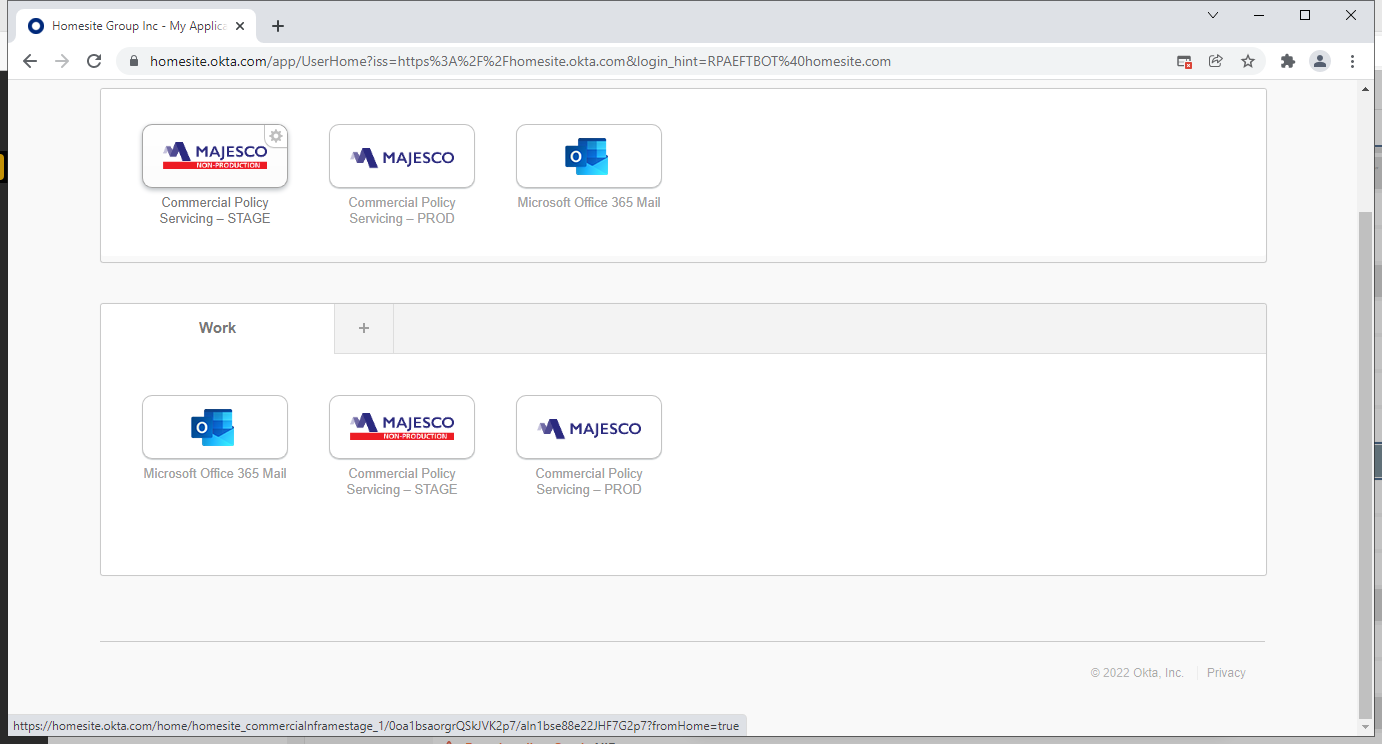 Homesite Group Inc - My Applica
homesite.okta.com/app/UserHome?iss=https%3A%2F%2Fhomesite.okta.com&login_hint=RPAEFTBOT%40homesite.com
MAJESCO
NON-PRODUCTION
MAJESCO
O
Commercial Policy
Servicing – STAGE
Commercial Policy
Servicing – PROD
Microsoft Office 365 Mail
Work
+
O
MAJESCO
NON-PRODUCTION
MAJESCO
Microsoft Office 365 Mail
Commercial Policy
Servicing – STAGE
Commercial Policy
Servicing – PROD
© 2022 Okta, Inc.
Privacy
https://homesite.okta.com/home/homesite_commercialnframestage_1/0oa1bsaorgrQSkJVK2p7/aln1bse88e22JHF7G2p7?fromHome=true